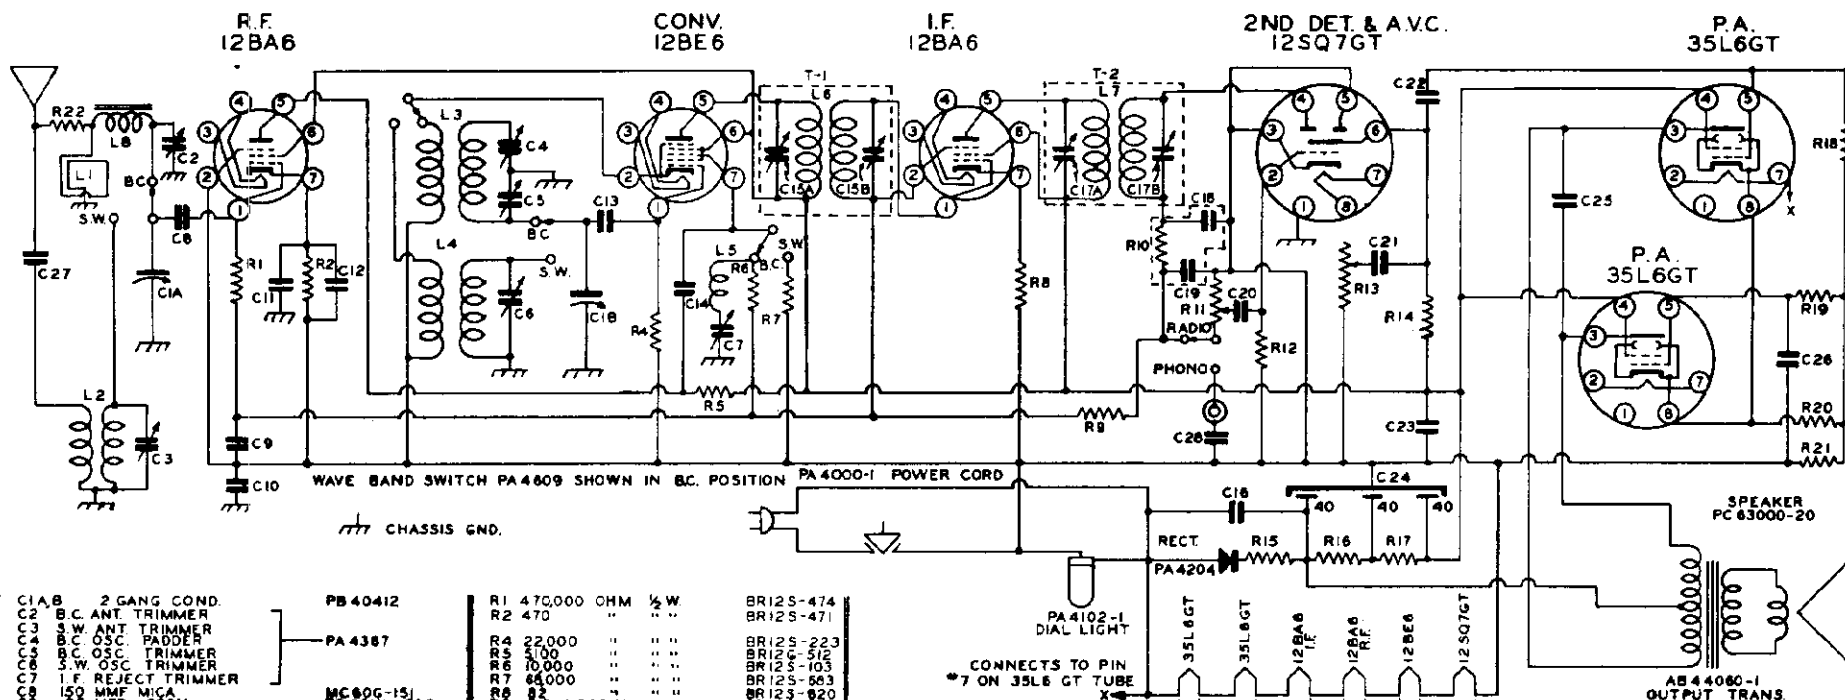 R.F.
12BA6
CONV.
12BE6
I.F.
12BA6
2ND DET. & A.V.C.
12SQ7GT
P.A.
35L6GT
T-1
L6
T-2
L7
R22
L8
C2
L1
B.C.
S.W.
C8
C27
C1A
L2
C3
R1
C11
R2
C12
C9
C10
L3
L4
C4
C5
B.C.
S.W.
C6
C13
C1B
R4
C14
L5
R6
B.C.
S.W.
C7
R7
R5
C15A
C15B
R8
C17A
C17B
C18
R10
C19
R11
C20
RADIO
PHONO
R9
C28
R12
R13
C21
R14
C22
C23
C25
R18
P.A.
35L6GT
R19
C26
R20
R21
X
WAVE BAND SWITCH PA4609 SHOWN IN B.C. POSITION
PA4000-1 POWER CORD
CHASSIS GND.
C24
40
40
40
C16
RECT.
PA4204
R15
R16
R17
SPEAKER
PC63000-20
PA4102-1
DIAL LIGHT
CONNECTS TO PIN
#7 ON 35L6 GT TUBE
X
35L6GT
35L6GT
12BA6
I.F.
12BA6
R.F.
12BE6
12SQ7GT
AB44060-1
OUTPUT TRANS.
C1A,B 2 GANG COND. PB40412
C2 B.C. ANT. TRIMMER
C3 S.W. ANT. TRIMMER
C4 B.C. OSC. PADDER PA4387
C5 B.C. OSC. TRIMMER
C6 S.W. OSC. TRIMMER
C7 I.F. REJECT TRIMMER
C8 150 MMF MICA MC60G-151
R1 470,000 OHM ½ W. BR12S-474
R2 470 " " " BR12S-471
R4 22,000 " " " BR12S-223
R5 5100 " " " BR12G-512
R6 10,000 " " " BR12S-103
R7 68,000 " " " BR12S-683
R8 82 " " " BR12S-820